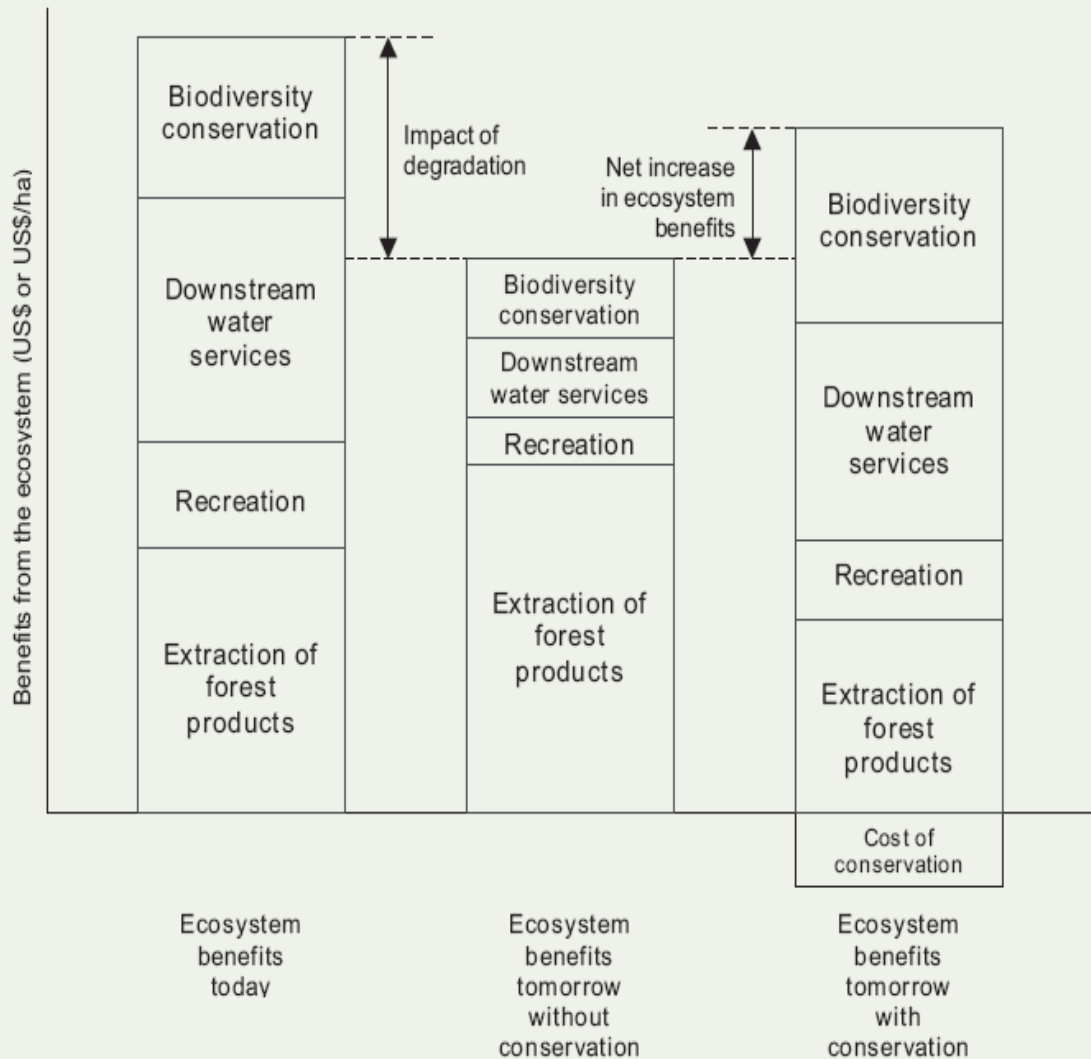 Benefits from the ecosystem (US$ or US$/ha)
Biodiversity
conservation
Downstream
water
services
Recreation
Extraction of
forest
products
Impact of
degradation
Biodiversity
conservation
Downstream
water services
Recreation
Extraction of
forest
products
Net increase
in ecosystem
benefits
Biodiversity
conservation
Downstream
water
services
Recreation
Extraction of
forest
products
Cost of
conservation
Ecosystem
benefits
today
Ecosystem
benefits
tomorrow
without
conservation
Ecosystem
benefits
tomorrow
with
conservation